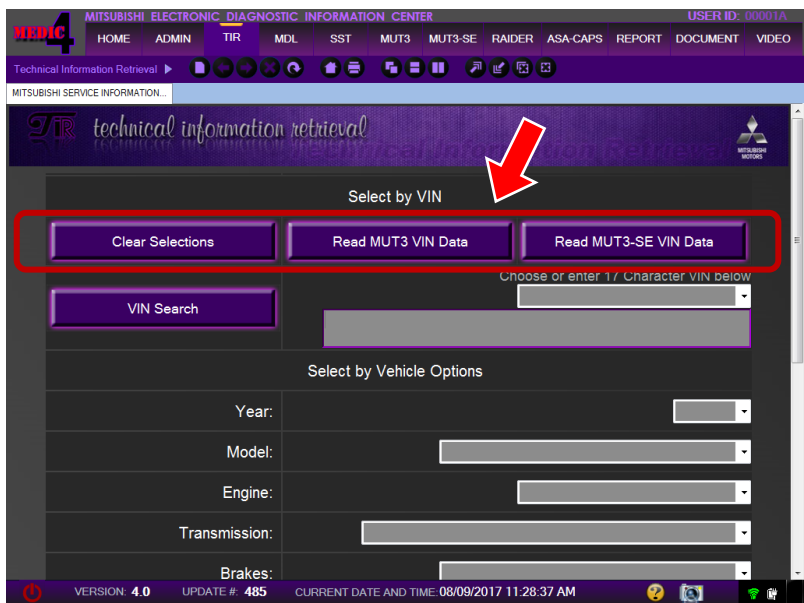 MITSUBISHI ELECTRONIC DIAGNOSTIC INFORMATION CENTER USER ID: 00001A
MEDIC 4
HOME ADMIN TIR MDL SST MUT3 MUT3-SE RAIDER ASA-CAPS REPORT DOCUMENT VIDEO
Technical Information Retrieval
MITSUBISHI SERVICE INFORMATION...
TIR technical information retrieval
MITSUBISHI
MOTORS
Select by VIN
Clear Selections Read MUT3 VIN Data Read MUT3-SE VIN Data
Choose or enter 17 Character VIN below
VIN Search
Select by Vehicle Options
Year:
Model:
Engine:
Transmission:
Brakes:
VERSION: 4.0 UPDATE #: 485 CURRENT DATE AND TIME: 08/09/2017 11:28:37 AM